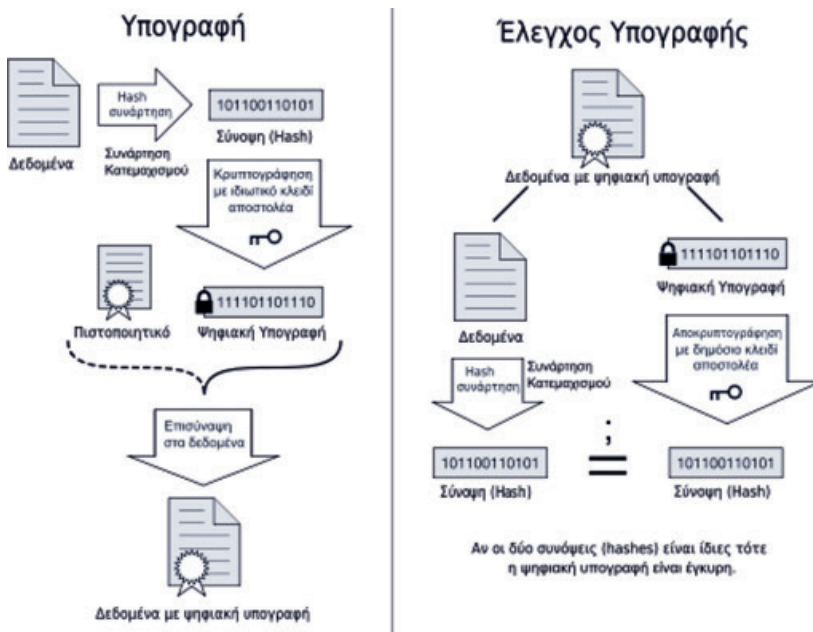 Υπογραφή
Hash
συνάρτηση
101100110101
Σύνοψη (Hash)
Δεδομένα
Συνάρτηση
Κατεμαχισμού
Κρυπτογράφηση
με ιδιωτικό κλειδί
αποστολέα
Πιστοποιητικό
111101101110
Ψηφιακή Υπογραφή
Επισύναψη
στα δεδομένα
Δεδομένα με ψηφιακή υπογραφή
Έλεγχος Υπογραφής
Δεδομένα με ψηφιακή υπογραφή
Δεδομένα
111101101110
Ψηφιακή Υπογραφή
Hash
συνάρτηση
Συνάρτηση
Κατεμαχισμού
Αποκρυπτογράφηση
με δημόσιο κλειδί
αποστολέα
101100110101
Σύνοψη (Hash)
;
=
101100110101
Σύνοψη (Hash)
Αν οι δύο συνόψεις (hashes) είναι ίδιες τότε
η ψηφιακή υπογραφή είναι έγκυρη.